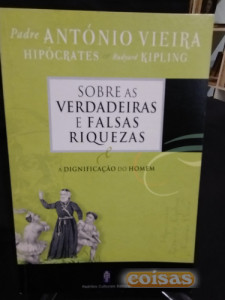 Padre ANTÓNIO VIEIRA
HIPÓCRATES e Rudyard KIPLING
SOBRE AS
VERDADEIRAS
E FALSAS
RIQUEZAS
&
A DIGNIFICAÇÃO DO HOMEM
coisas